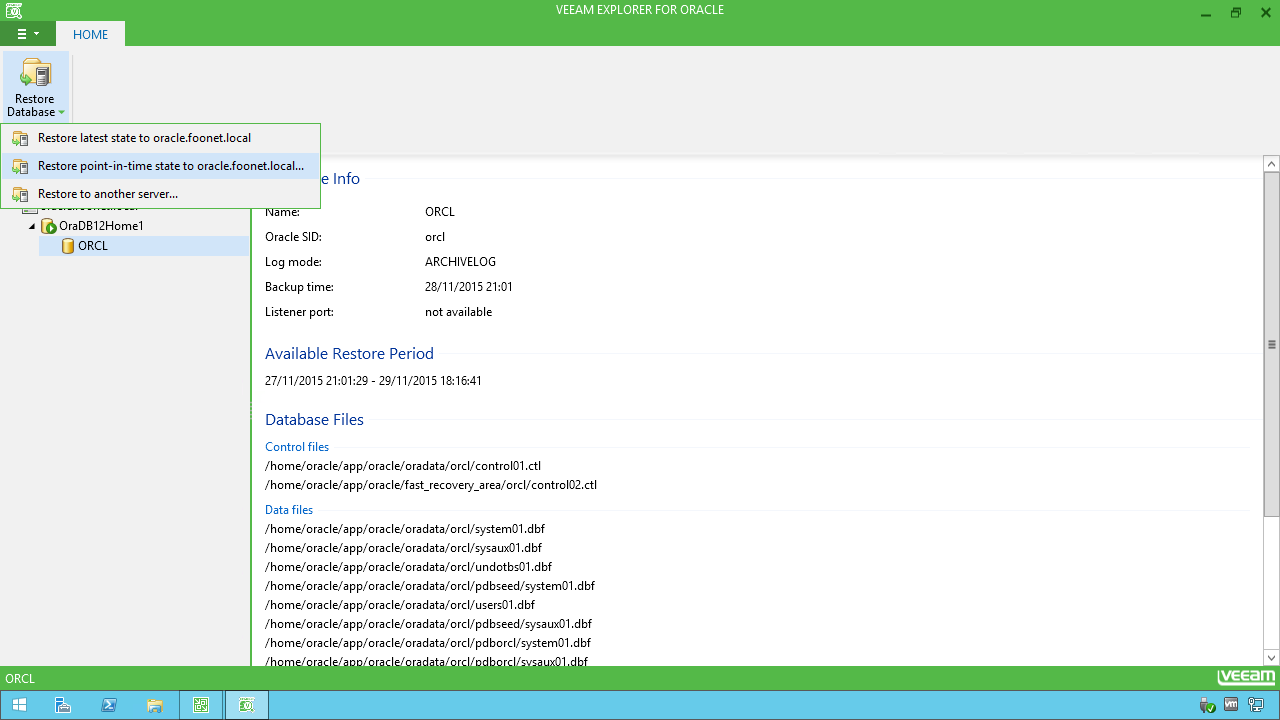 VEEAM EXPLORER FOR ORACLE
HOME
Restore
Database
Restore latest state to oracle.foonet.local
Restore point-in-time state to oracle.foonet.local...
Restore to another server...
e Info
Name: ORCL
OraDB12Home1
ORCL
Oracle SID: orcl
Log mode: ARCHIVELOG
Backup time: 28/11/2015 21:01
Listener port: not available
Available Restore Period
27/11/2015 21:01:29 - 29/11/2015 18:16:41
Database Files
Control files
/home/oracle/app/oracle/oradata/orcl/control01.ctl
/home/oracle/app/oracle/fast_recovery_area/orcl/control02.ctl
Data files
/home/oracle/app/oracle/oradata/orcl/system01.dbf
/home/oracle/app/oracle/oradata/orcl/sysaux01.dbf
/home/oracle/app/oracle/oradata/orcl/undotbs01.dbf
/home/oracle/app/oracle/oradata/orcl/pdbseed/system01.dbf
/home/oracle/app/oracle/oradata/orcl/users01.dbf
/home/oracle/app/oracle/oradata/orcl/pdbseed/sysaux01.dbf
/home/oracle/app/oracle/oradata/orcl/pdborcl/system01.dbf
/home/oracle/app/oracle/oradata/orcl/pdborcl/sysaux01.dbf
ORCL
veeam
vm